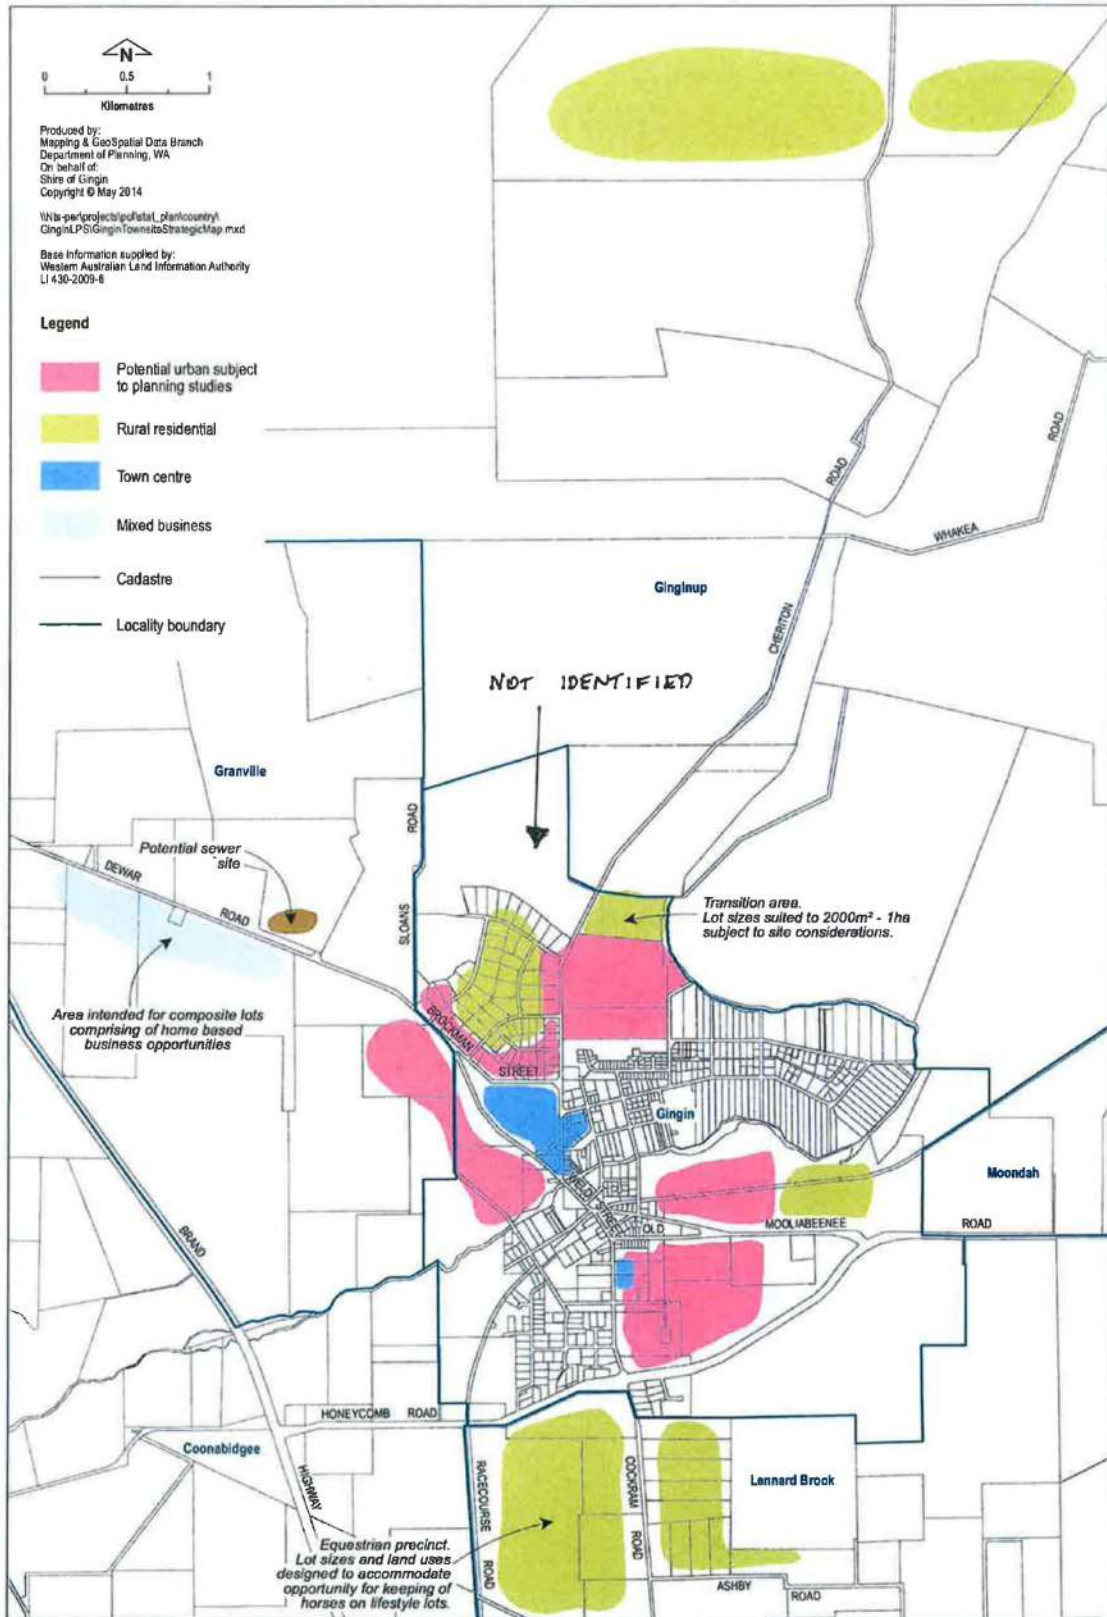 N
0 0.5 1
Kilometres
Produced by:
Mapping & GeoSpatial Data Branch
Department of Planning, WA
On behalf of:
Shire of Gingin
Copyright © May 2014
GinginLPS\GinginTownsiteStrategicMap.mxd
Base information supplied by:
Western Australian Land Information Authority
LI 430-2009-6
Legend
Potential urban subject
to planning studies
Rural residential
Town centre
Mixed business
Cadastre
Locality boundary
ROAD
ROAD
WHAKEA
Ginginup
CHERITON
NOT IDENTIFIED
Granville
ROAD
Potential sewer
site
DEWAR
ROAD
SLOANS
Transition area.
Lot sizes suited to 2000m² - 1ha
subject to site considerations.
Area intended for composite lots
comprising of home based
business opportunities
BROCKMAN
STREET
Gingin
Moondah
WELD STREET
OLD
MOOLIABEENEE
ROAD
BRAND
HONEYCOMB ROAD
Coonabidgee
HIGHWAY
RACECOURSE
ROAD
COCKRAM
ROAD
Lennard Brook
Equestrian precinct.
Lot sizes and land uses
designed to accommodate
opportunity for keeping of
horses on lifestyle lots.
ASHBY
ROAD